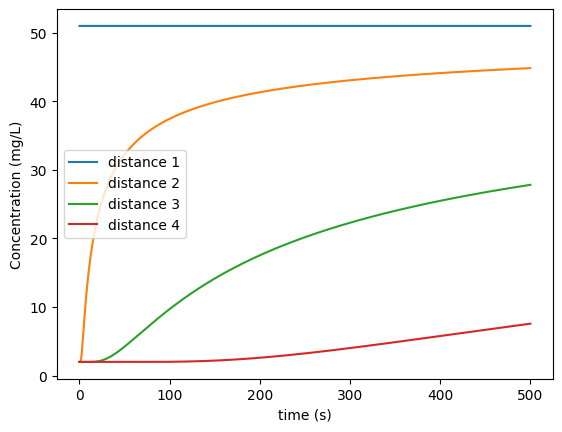 Concentration (mg/L)
50
40
30
20
10
0
distance 1
distance 2
distance 3
distance 4
0 100 200 300 400 500
time (s)